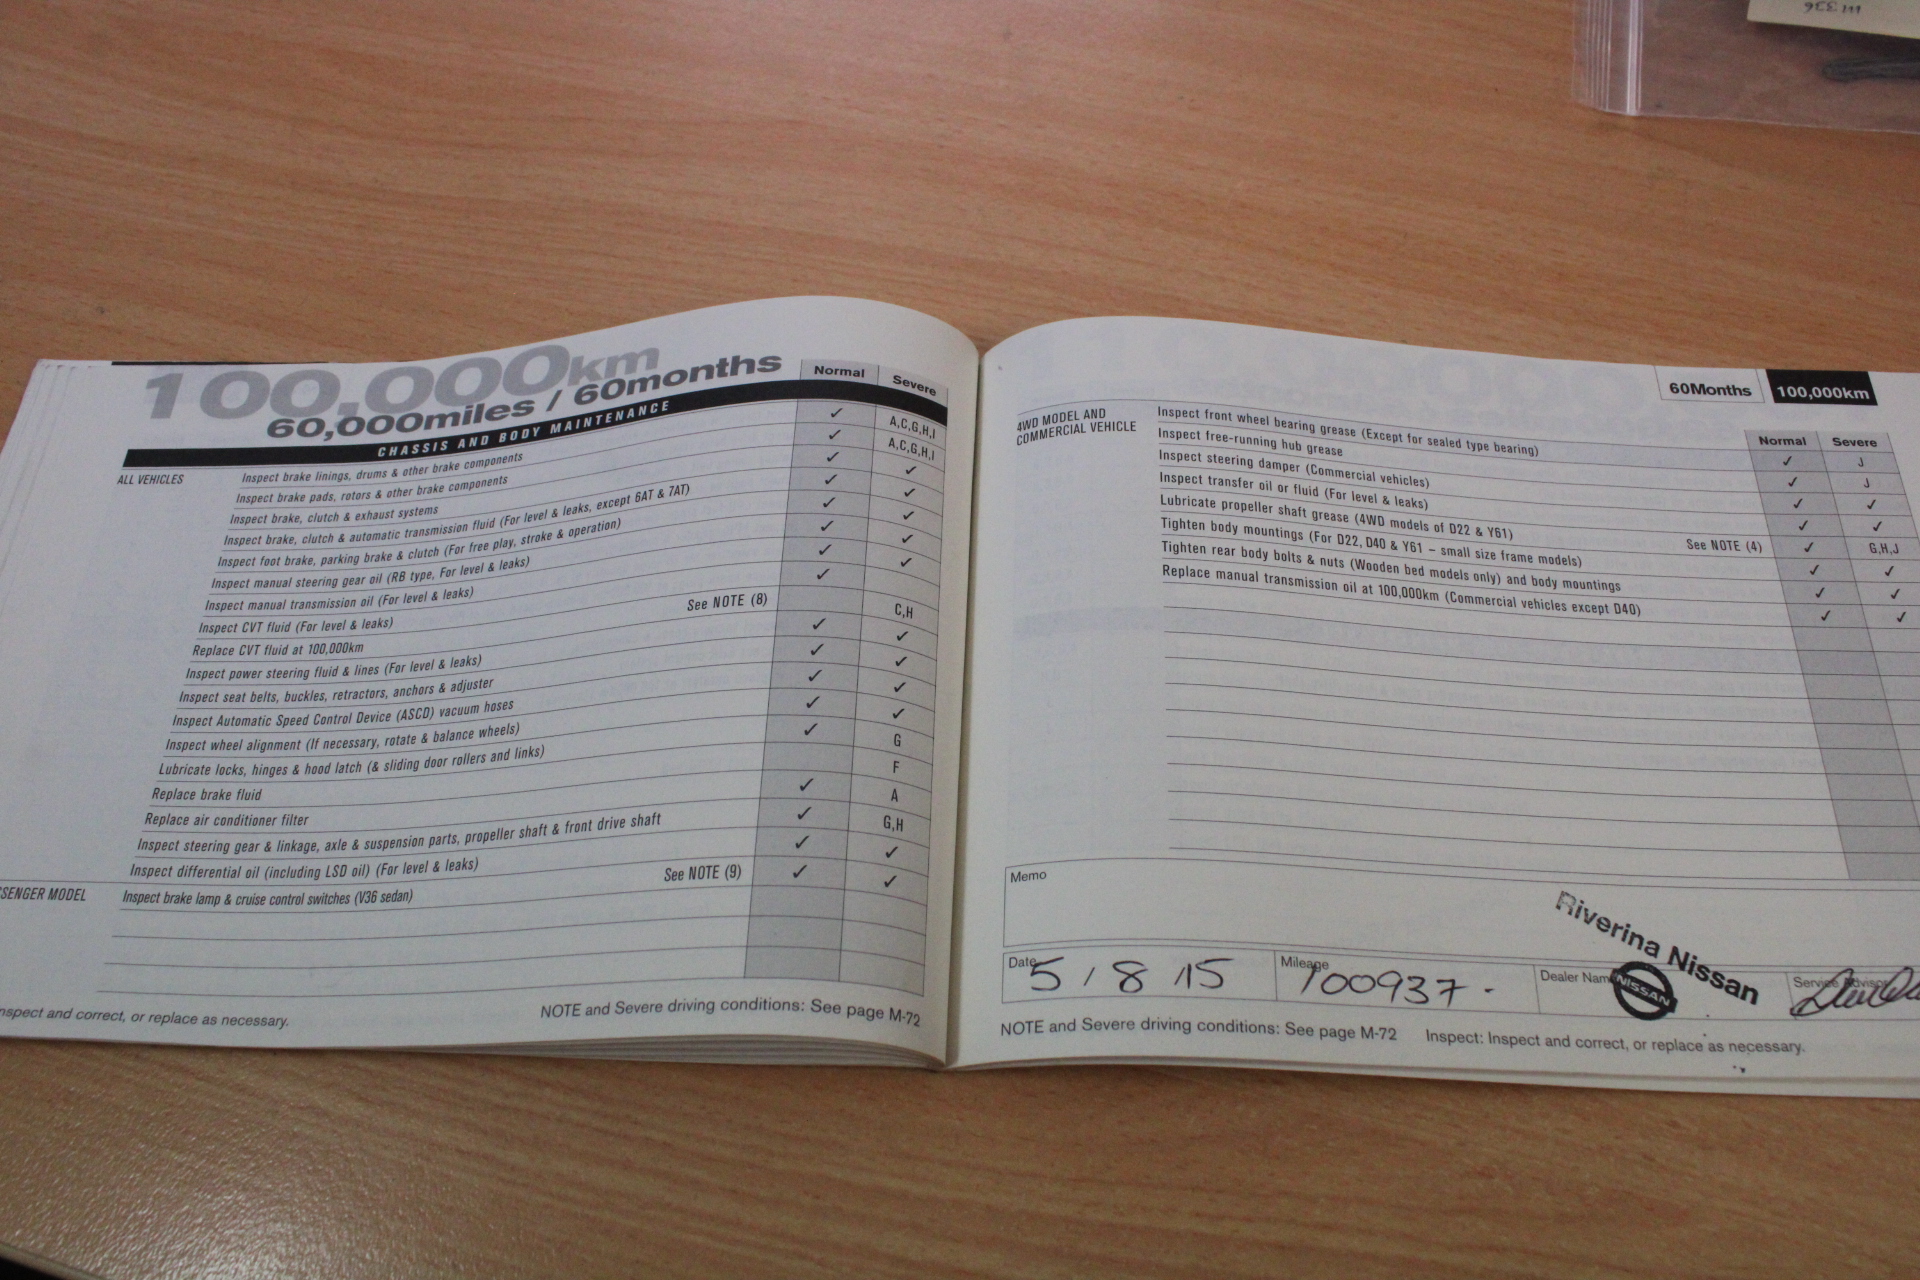 m 336
100,000km
60,000miles / 60months
Normal Severe
CHASSIS AND BODY MAINTENANCE
ALL VEHICLES Inspect brake linings, drums & other brake components ✓ A,C,G,H,I
Inspect brake pads, rotors & other brake components ✓ A,C,G,H,I
Inspect brake, clutch & exhaust systems ✓ ✓
Inspect brake, clutch & automatic transmission fluid (For level & leaks, except 6AT & 7AT) ✓ ✓
Inspect foot brake, parking brake & clutch (For free play, stroke & operation) ✓ ✓
Inspect manual steering gear oil (RB type, For level & leaks) ✓ ✓
Inspect manual transmission oil (For level & leaks) ✓ ✓
Inspect CVT fluid (For level & leaks) ✓
Replace CVT fluid at 100,000km See NOTE (8) C,H
Inspect power steering fluid & lines (For level & leaks) ✓ ✓
Inspect seat belts, buckles, retractors, anchors & adjuster ✓ ✓
Inspect Automatic Speed Control Device (ASCD) vacuum hoses ✓ ✓
Inspect wheel alignment (If necessary, rotate & balance wheels) ✓ ✓
Lubricate locks, hinges & hood latch (& sliding door rollers and links) ✓ G
Replace brake fluid F
Replace air conditioner filter ✓ A
Inspect steering gear & linkage, axle & suspension parts, propeller shaft & front drive shaft ✓ G,H
Inspect differential oil (including LSD oil) (For level & leaks) ✓ ✓
SENGER MODEL Inspect brake lamp & cruise control switches (V36 sedan) See NOTE (9) ✓ ✓
nspect and correct, or replace as necessary. NOTE and Severe driving conditions: See page M-72
60Months 100,000km
Normal Severe
4WD MODEL AND
COMMERCIAL VEHICLE
Inspect front wheel bearing grease (Except for sealed type bearing) ✓ J
Inspect free-running hub grease ✓ J
Inspect steering damper (Commercial vehicles) ✓ ✓
Inspect transfer oil or fluid (For level & leaks) ✓ ✓
Lubricate propeller shaft grease (4WD models of D22 & Y61) See NOTE (4) ✓ G,H,J
Tighten body mountings (For D22, D40 & Y61 – small size frame models) ✓ ✓
Tighten rear body bolts & nuts (Wooden bed models only) and body mountings ✓ ✓
Replace manual transmission oil at 100,000km (Commercial vehicles except D40) ✓ ✓
Memo
Riverina Nissan
NISSAN
Date 5 / 8 / 15 Mileage 100937 - Dealer Nam Service Advisor
NOTE and Severe driving conditions: See page M-72 Inspect: Inspect and correct, or replace as necessary.